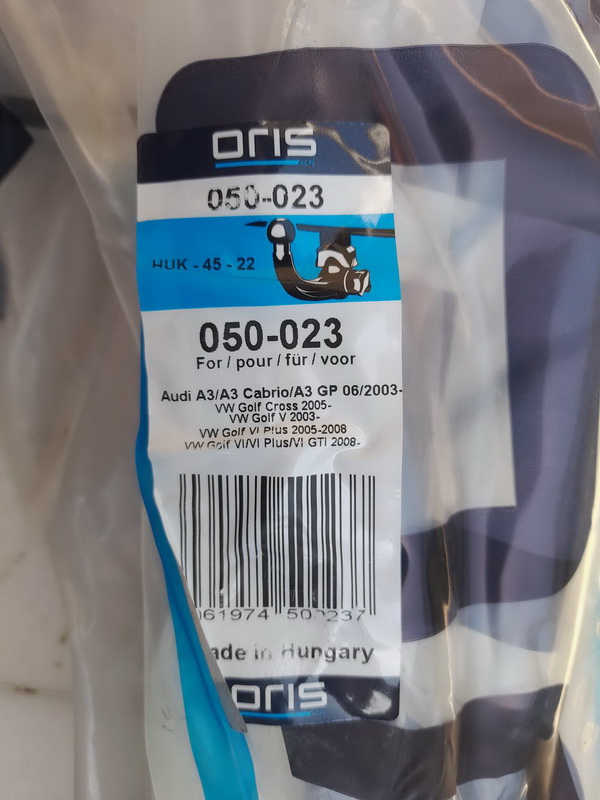 oris
050-023
HUK - 45 - 22
050-023
For / pour / für / voor
Audi A3/A3 Cabrio/A3 GP 06/2003-
VW Golf Cross 2005-
VW Golf V 2003-
VW Golf VI Plus 2005-2008
VW Golf VI/VI Plus/VI GTI 2008-
in Hungary
oris